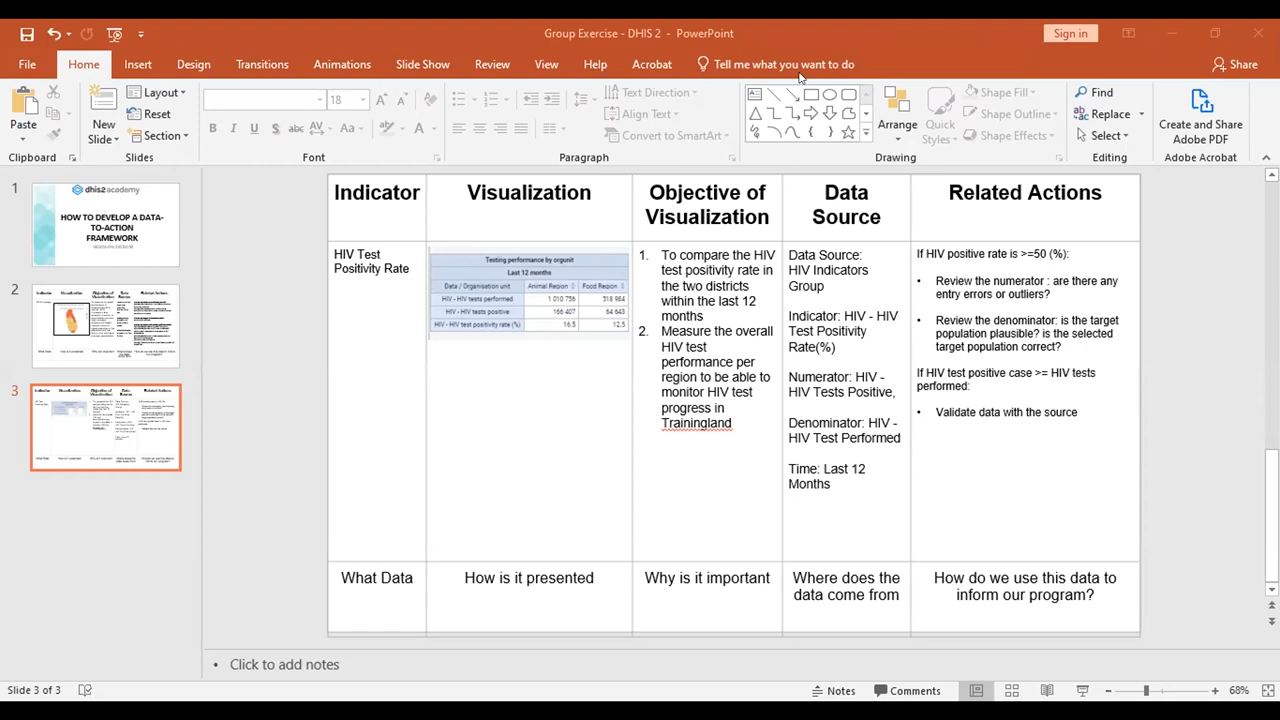 Group Exercise - DHIS 2 - PowerPoint
Sign in
File
Home
Insert
Design
Transitions
Animations
Slide Show
Review
View
Help
Acrobat
Tell me what you want to do
Share
Paste
Clipboard
New
Slide
Layout
Reset
Section
Slides
18
B
I
U
S
abc
AV
Aa
A
Font
Text Direction
Align Text
Convert to SmartArt
Paragraph
Arrange
Quick
Styles
Shape Fill
Shape Outline
Shape Effects
Drawing
Find
Replace
Select
Editing
Create and Share
Adobe PDF
Adobe Acrobat
1
dhis2 academy
HOW TO DEVELOP A DATA-
TO-ACTION
FRAMEWORK
2
3
Indicator
Visualization
Objective of
Visualization
Data
Source
Related Actions
HIV Test
Positivity Rate
Testing performance by orgunit
Last 12 months
Data / Organisation unit
Animal Region
Food Region
HIV - HIV tests performed
1 010 756
518 984
HIV - HIV tests positive
166 407
64 643
HIV - HIV test positivity rate (%)
16.5
12.5
1. To compare the HIV
test positivity rate in
the two districts
within the last 12
months
2. Measure the overall
HIV test
performance per
region to be able to
monitor HIV test
progress in
Trainingland
Data Source:
HIV Indicators
Group
Indicator: HIV - HIV
Test Positivity
Rate(%)
Numerator: HIV -
HIV Tests Positive,
Denominator: HIV -
HIV Test Performed
Time: Last 12
Months
If HIV positive rate is >=50 (%):
• Review the numerator : are there any
entry errors or outliers?
• Review the denominator: is the target
population plausible? is the selected
target population correct?
If HIV test positive case >= HIV tests
performed:
• Validate data with the source
What Data
How is it presented
Why is it important
Where does the
data come from
How do we use this data to
inform our program?
• Click to add notes
Slide 3 of 3
Notes
Comments
68%